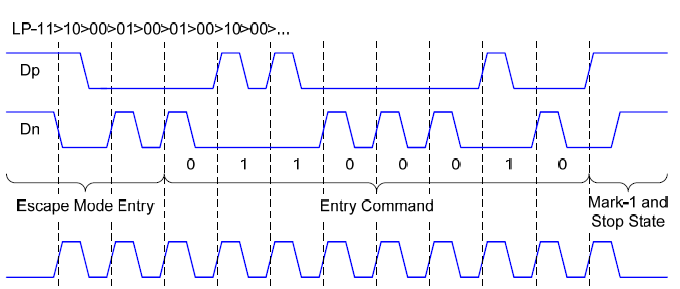 LP-11>10>00>01>00>01>00>10>00>...
Dp
Dn
0 1 1 0 0 0 1 0
Escape Mode Entry
Entry Command
Mark-1 and
Stop State